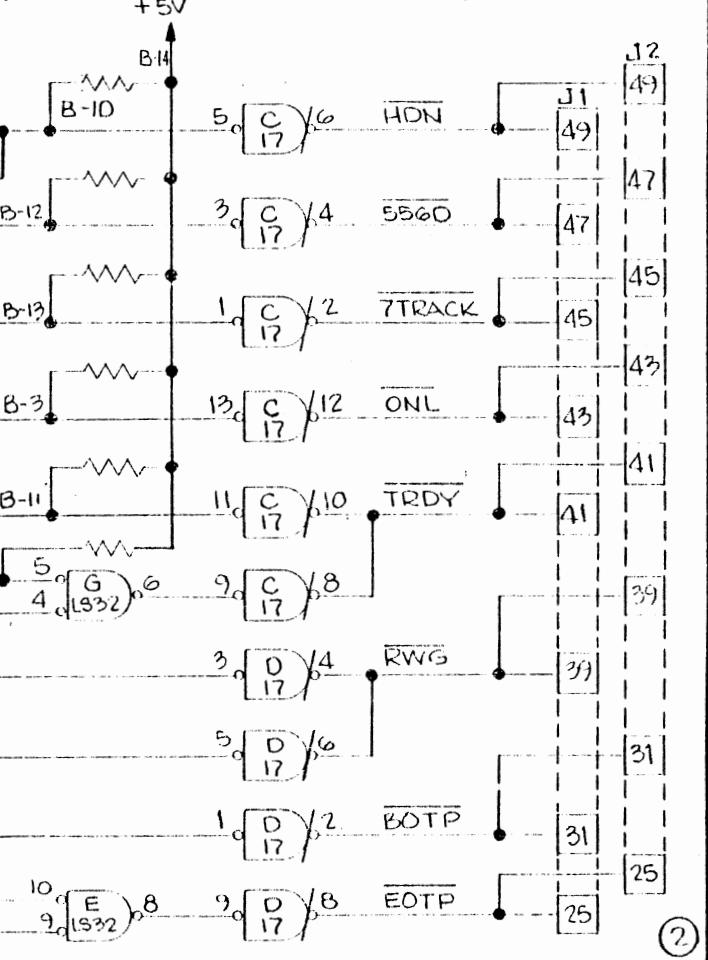 +5V
B-14
J2
49
B-10
5 C 17 6 HDN
J1
49
47
B-12
3 C 17 4 5560
47
45
B-13
1 C 17 2 7TRACK
45
43
B-3
13 C 17 12 ONL
43
41
B-11
11 C 17 10 TRDY
41
5
4
G LS32 6
9 C 17 8
39
3 D 17 4 RWG
39
5 D 17 6
31
1 D 17 2 BOTP
31
25
10
9
E LS32 8
9 D 17 8 EOTP
25
2